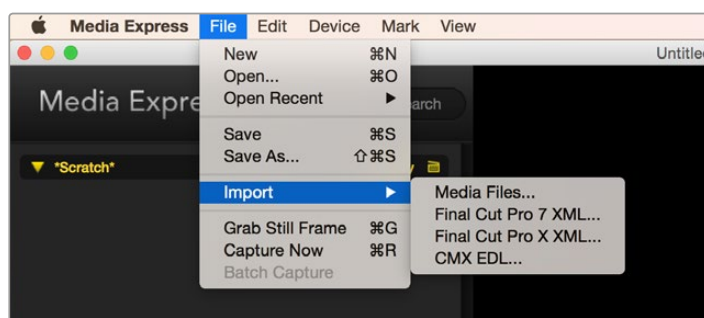 Media Express File Edit Device Mark View
Untitled
Media Expre
arch
*Scratch*
New ⌘N
Open... ⌘O
Open Recent ▶
Save ⌘S
Save As... ⇧⌘S
Import ▶
Grab Still Frame ⌘G
Capture Now ⌘R
Batch Capture
Media Files...
Final Cut Pro 7 XML...
Final Cut Pro X XML...
CMX EDL...